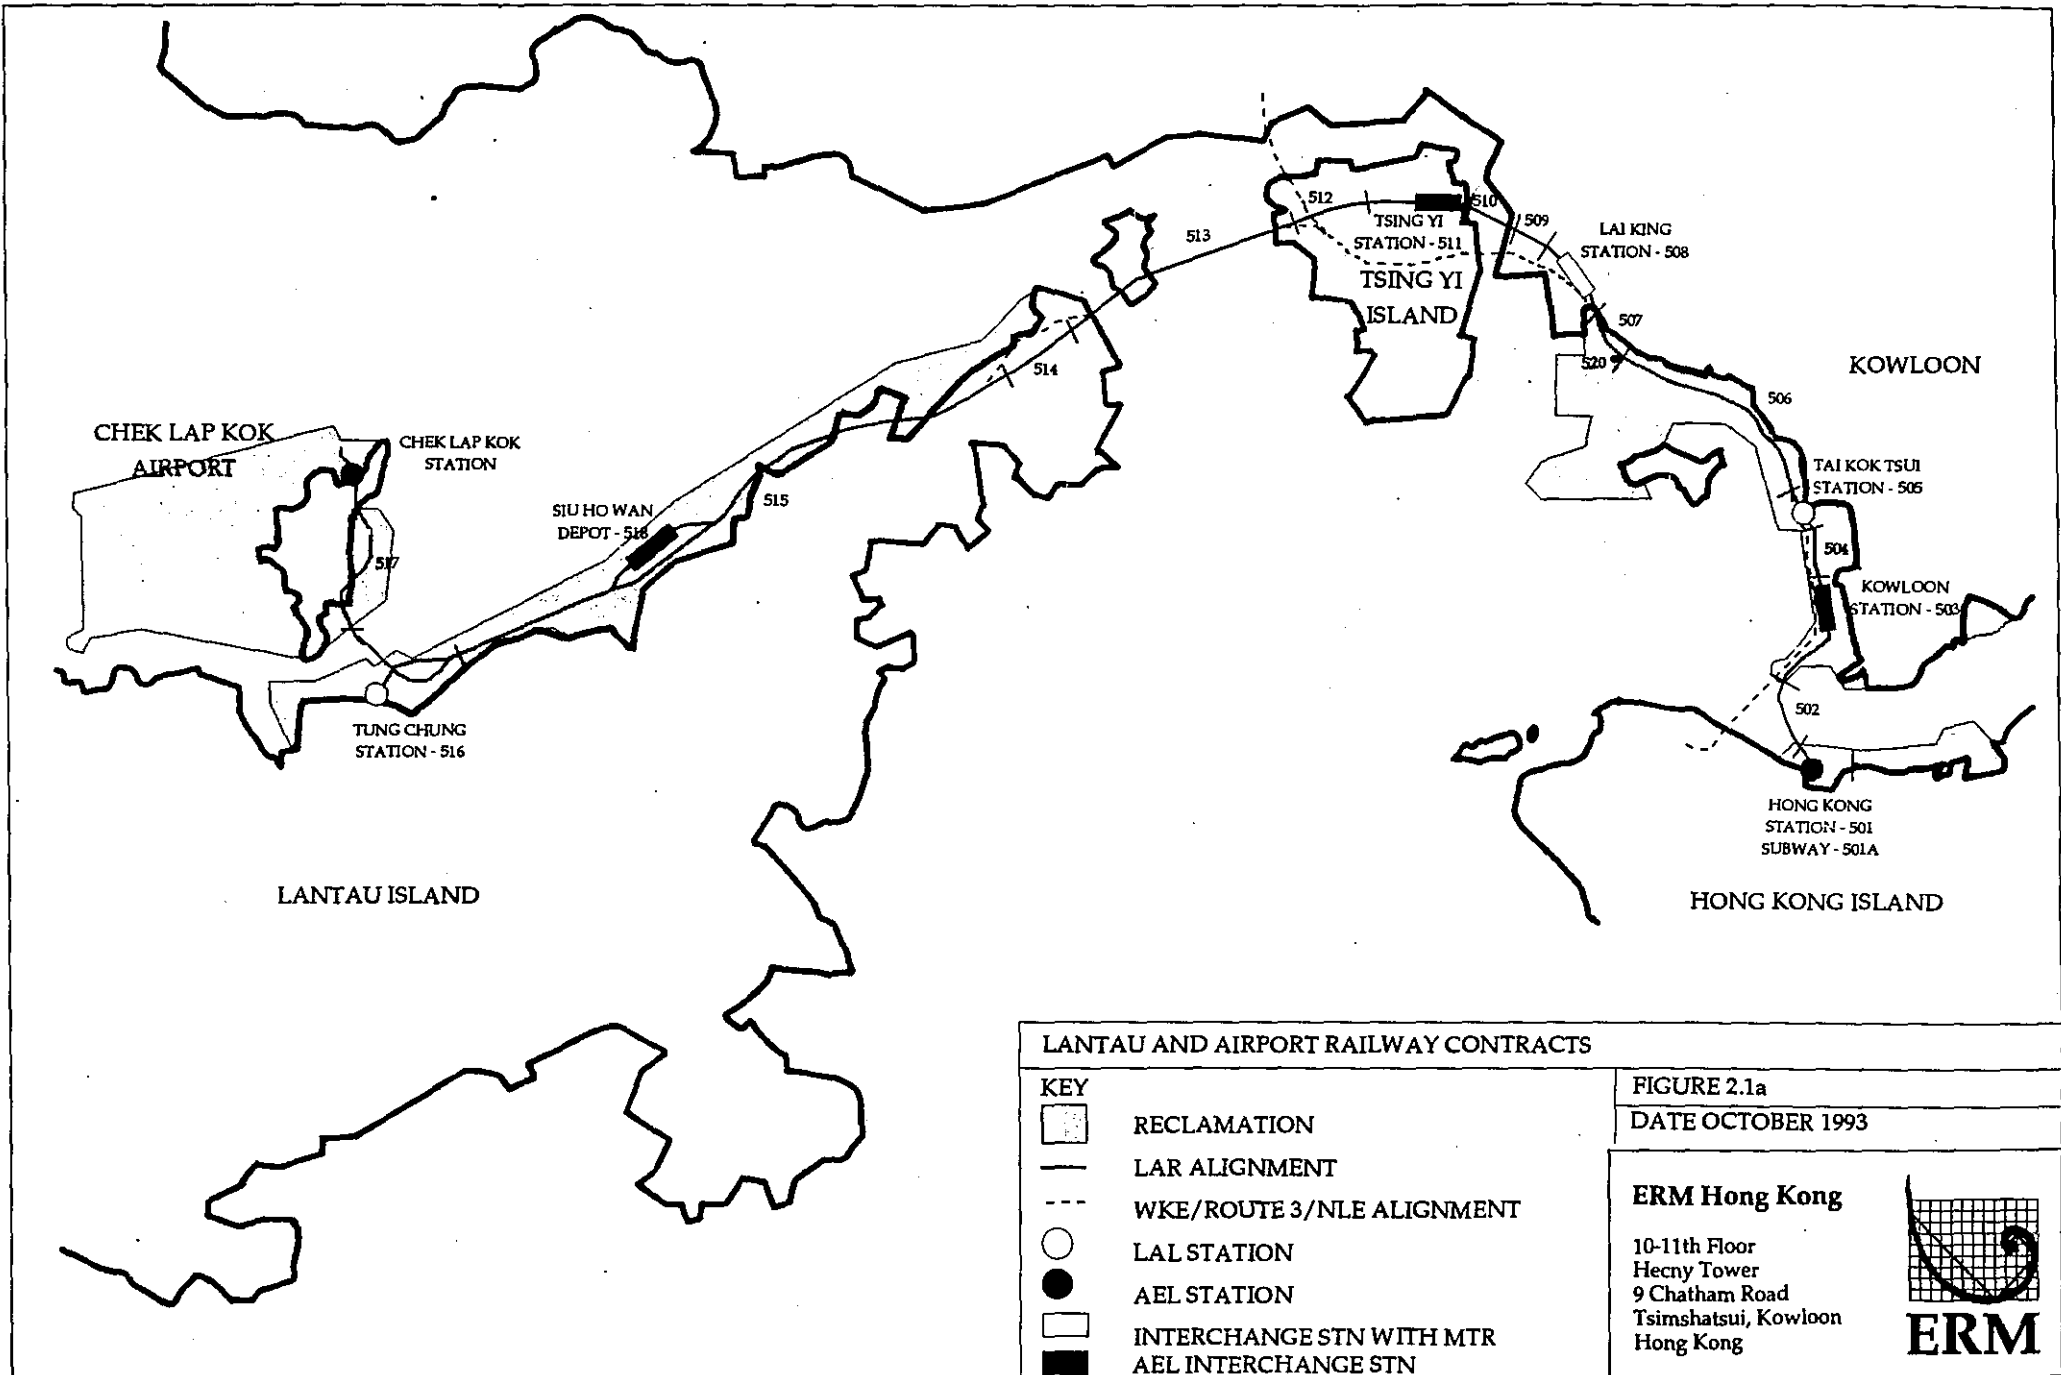 512
510
509
TSING YI
STATION - 511
LAI KING
STATION - 508
513
TSING YI
ISLAND
507
514
520
KOWLOON
506
CHEK LAP KOK
AIRPORT
CHEK LAP KOK
STATION
TAI KOK TSUI
STATION - 505
515
SIU HO WAN
DEPOT - 518
504
517
KOWLOON
STATION - 503
502
TUNG CHUNG
STATION - 516
HONG KONG
STATION - 501
SUBWAY - 501A
LANTAU ISLAND
HONG KONG ISLAND
LANTAU AND AIRPORT RAILWAY CONTRACTS
KEY
RECLAMATION
LAR ALIGNMENT
WKE/ROUTE 3/NLE ALIGNMENT
LAL STATION
AEL STATION
INTERCHANGE STN WITH MTR
AEL INTERCHANGE STN
FIGURE 2.1a
DATE OCTOBER 1993
ERM Hong Kong
10-11th Floor
Hecny Tower
9 Chatham Road
Tsimshatsui, Kowloon
Hong Kong
ERM